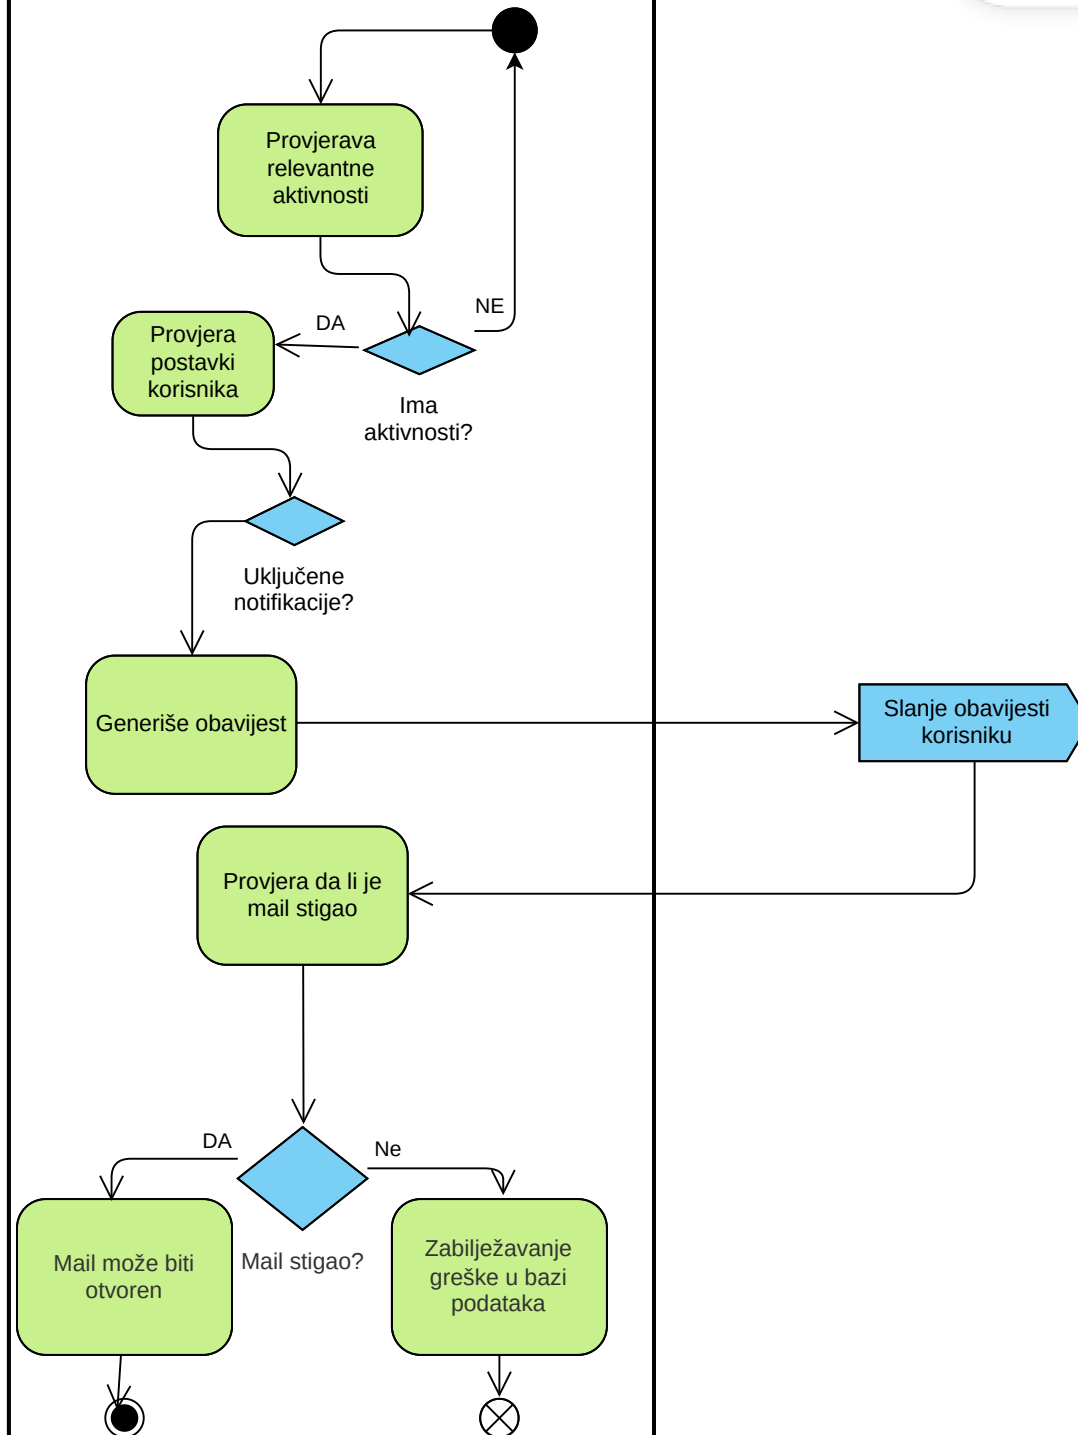 Provjerava
relevantne
aktivnosti
NE
DA
Provjera
postavki
korisnika
Ima
aktivnosti?
Uključene
notifikacije?
Generiše obavijest
Slanje obavijesti
korisniku
Provjera da li je
mail stigao
DA
Ne
Mail može biti
otvoren
Mail stigao?
Zabilježavanje
greške u bazi
podataka